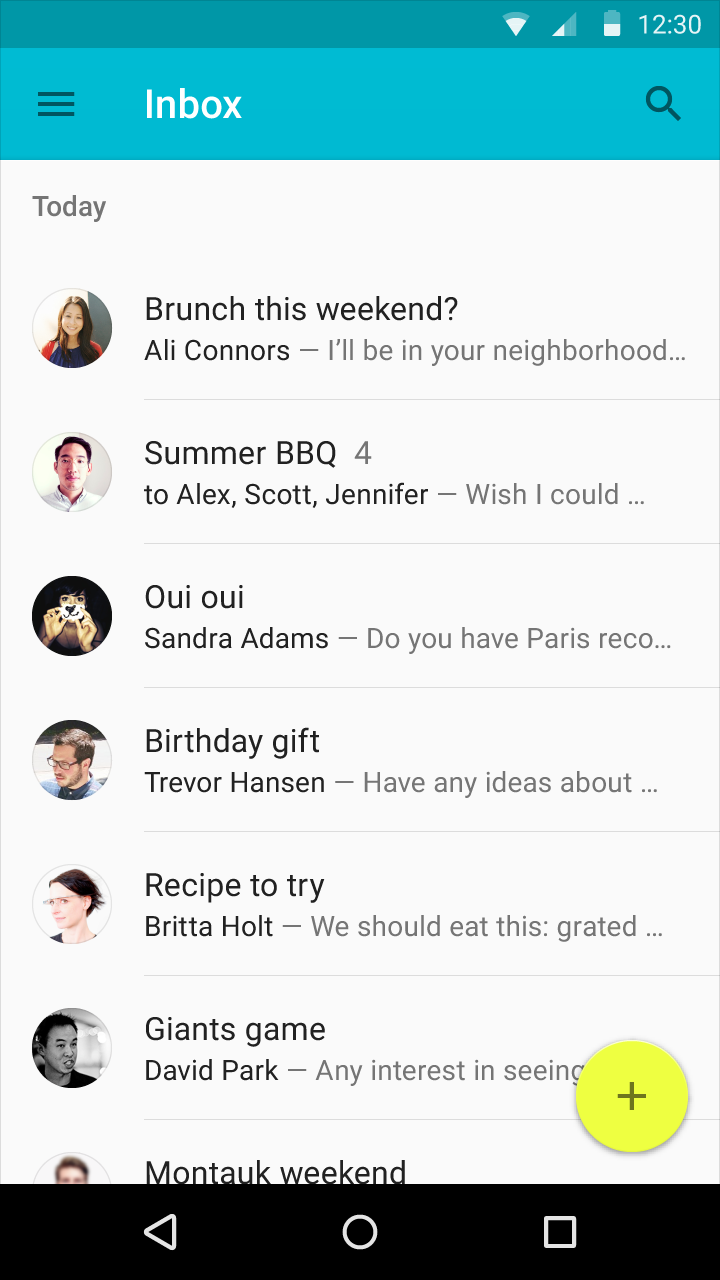 12:30
Inbox
Today
Brunch this weekend?
Ali Connors — I’ll be in your neighborhood…
Summer BBQ 4
to Alex, Scott, Jennifer — Wish I could …
Oui oui
Sandra Adams — Do you have Paris reco…
Birthday gift
Trevor Hansen — Have any ideas about …
Recipe to try
Britta Holt — We should eat this: grated …
Giants game
David Park — Any interest in seeing
Montauk weekend